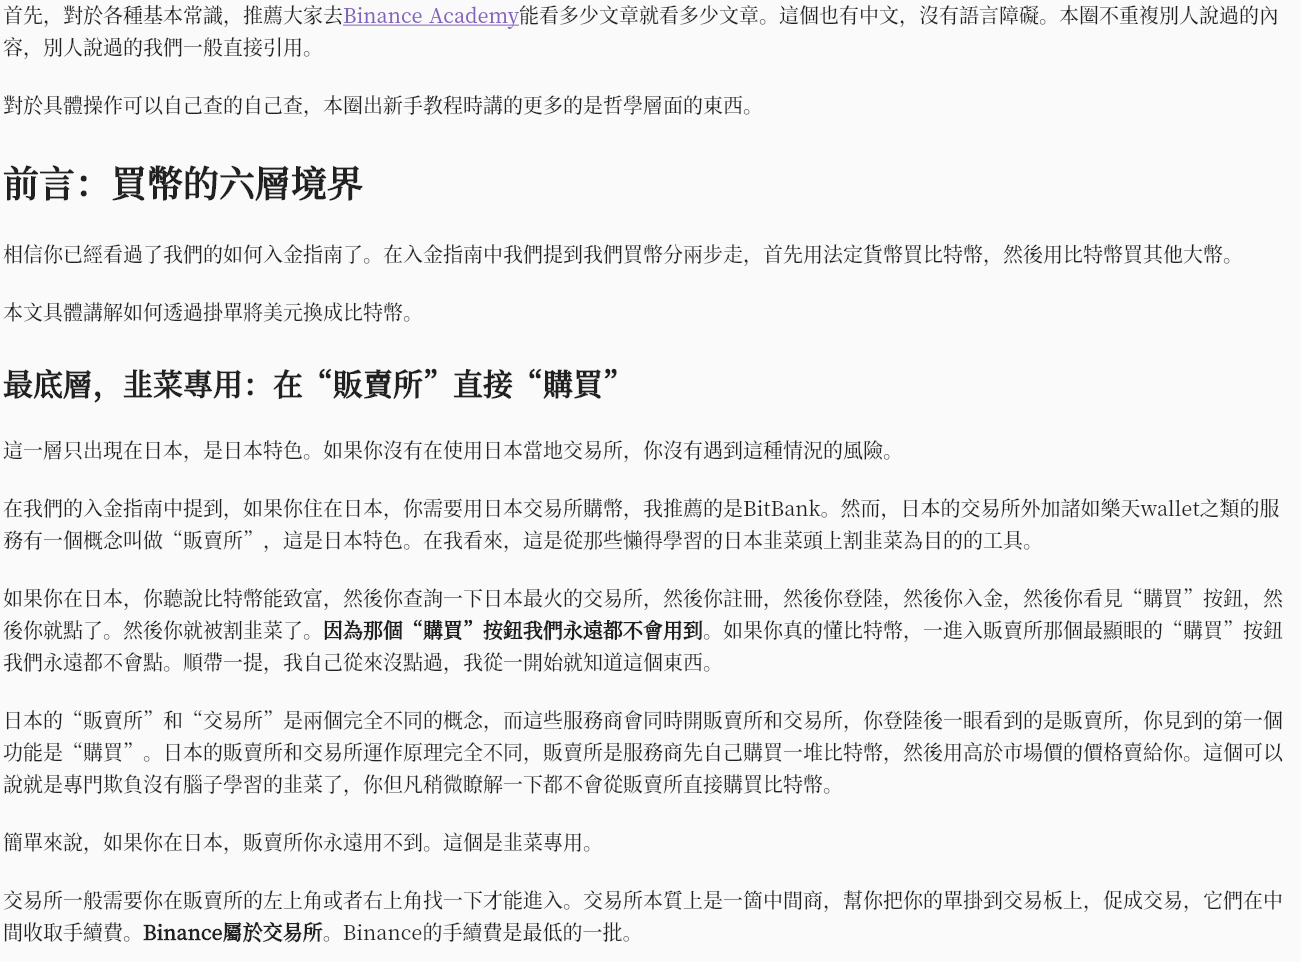 首先，對於各種基本常識，推薦大家去Binance Academy能看多少文章就看多少文章。這個也有中文，沒有語言障礙。本圈不重複別人說過的內
容，別人說過的我們一般直接引用。
對於具體操作可以自己查的自己查，本圈出新手教程時講的更多的是哲學層面的東西。
前言：買幣的六層境界
相信你已經看過了我們的如何入金指南了。在入金指南中我們提到我們買幣分兩步走，首先用法定貨幣買比特幣，然後用比特幣買其他大幣。
本文具體講解如何透過掛單將美元換成比特幣。
最底層，韭菜專用：在“販賣所”直接“購買”
這一層只出現在日本，是日本特色。如果你沒有在使用日本當地交易所，你沒有遇到這種情況的風險。
在我們的入金指南中提到，如果你住在日本，你需要用日本交易所購幣，我推薦的是BitBank。然而，日本的交易所外加諸如樂天wallet之類的服
務有一個概念叫做“販賣所”，這是日本特色。在我看來，這是從那些懶得學習的日本韭菜頭上割韭菜為目的的工具。
如果你在日本，你聽說比特幣能致富，然後你查詢一下日本最火的交易所，然後你註冊，然後你登陸，然後你入金，然後你看見“購買”按鈕，然
後你就點了。然後你就被割韭菜了。因為那個“購買”按鈕我們永遠都不會用到。如果你真的懂比特幣，一進入販賣所那個最顯眼的“購買”按鈕
我們永遠都不會點。順帶一提，我自己從來沒點過，我從一開始就知道這個東西。
日本的“販賣所”和“交易所”是兩個完全不同的概念，而這些服務商會同時開販賣所和交易所，你登陸後一眼看到的是販賣所，你見到的第一個
功能是“購買”。日本的販賣所和交易所運作原理完全不同，販賣所是服務商先自己購買一堆比特幣，然後用高於市場價的價格賣給你。這個可以
說就是專門欺負沒有腦子學習的韭菜了，你但凡稍微瞭解一下都不會從販賣所直接購買比特幣。
簡單來說，如果你在日本，販賣所你永遠用不到。這個是韭菜專用。
交易所一般需要你在販賣所的左上角或者右上角找一下才能進入。交易所本質上是一箇中間商，幫你把你的單掛到交易板上，促成交易，它們在中
間收取手續費。Binance屬於交易所。Binance的手續費是最低的一批。